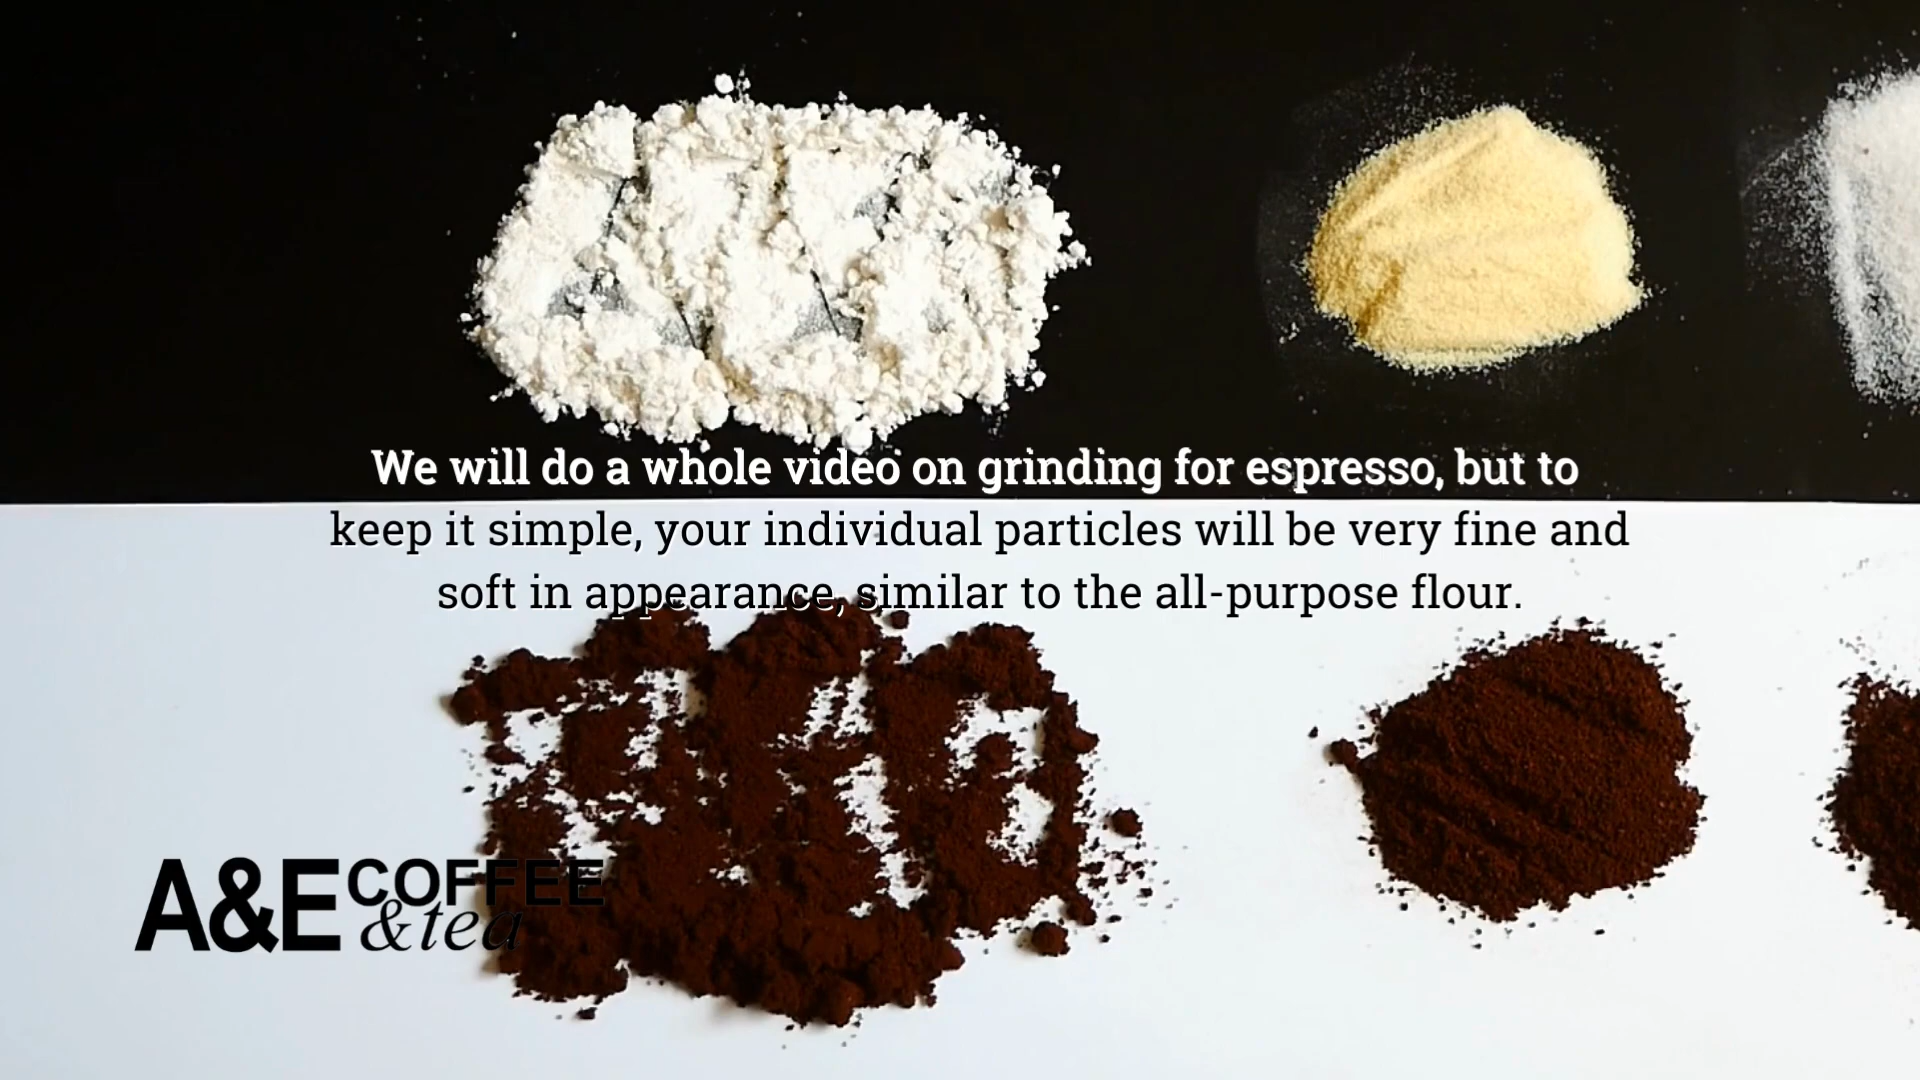 We will do a whole video on grinding for espresso, but to
keep it simple, your individual particles will be very fine and
soft in appearance, similar to the all-purpose flour.
A&E COFFEE
&tea